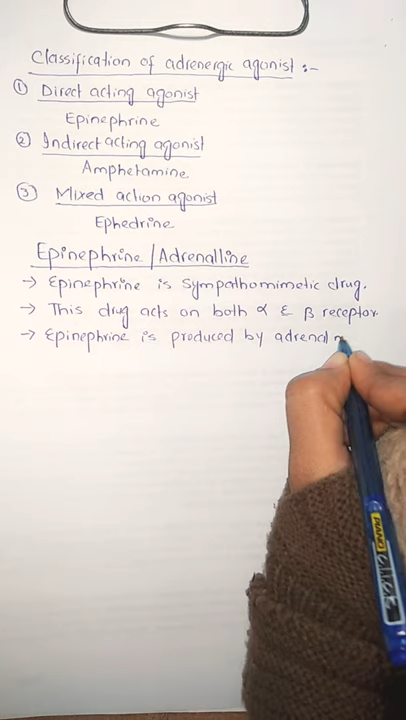 Classification of adrenergic agonist :-
① Direct acting agonist
Epinephrine
② Indirect acting agonist
Amphetamine
③ Mixed action agonist
Ephedrine
Epinephrine / Adrenalline
→ Epinephrine is Sympathomimetic drug.
→ This drug acts on both α & β receptor.
→ Epinephrine is produced by adrenal
PIANO